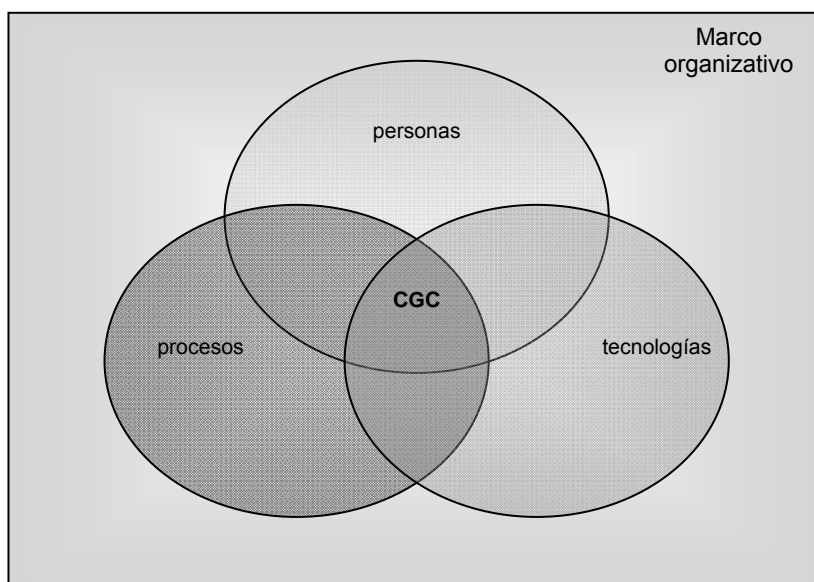 Marco
organizativo
personas
CGC
procesos
tecnologías